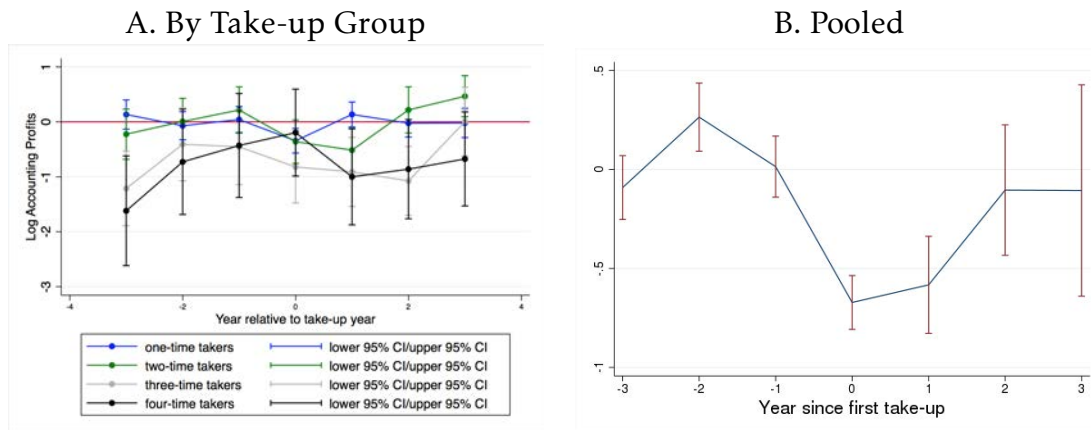 A. By Take-up Group
Log Accounting Profits
1
0
-1
-2
-3
-4
-2
0
2
4
Year relative to take-up year
one-time takers lower 95% CI/upper 95% CI
two-time takers lower 95% CI/upper 95% CI
three-time takers lower 95% CI/upper 95% CI
four-time takers lower 95% CI/upper 95% CI
B. Pooled
.5
0
-.5
-1
-3
-2
-1
0
1
2
3
Year since first take-up